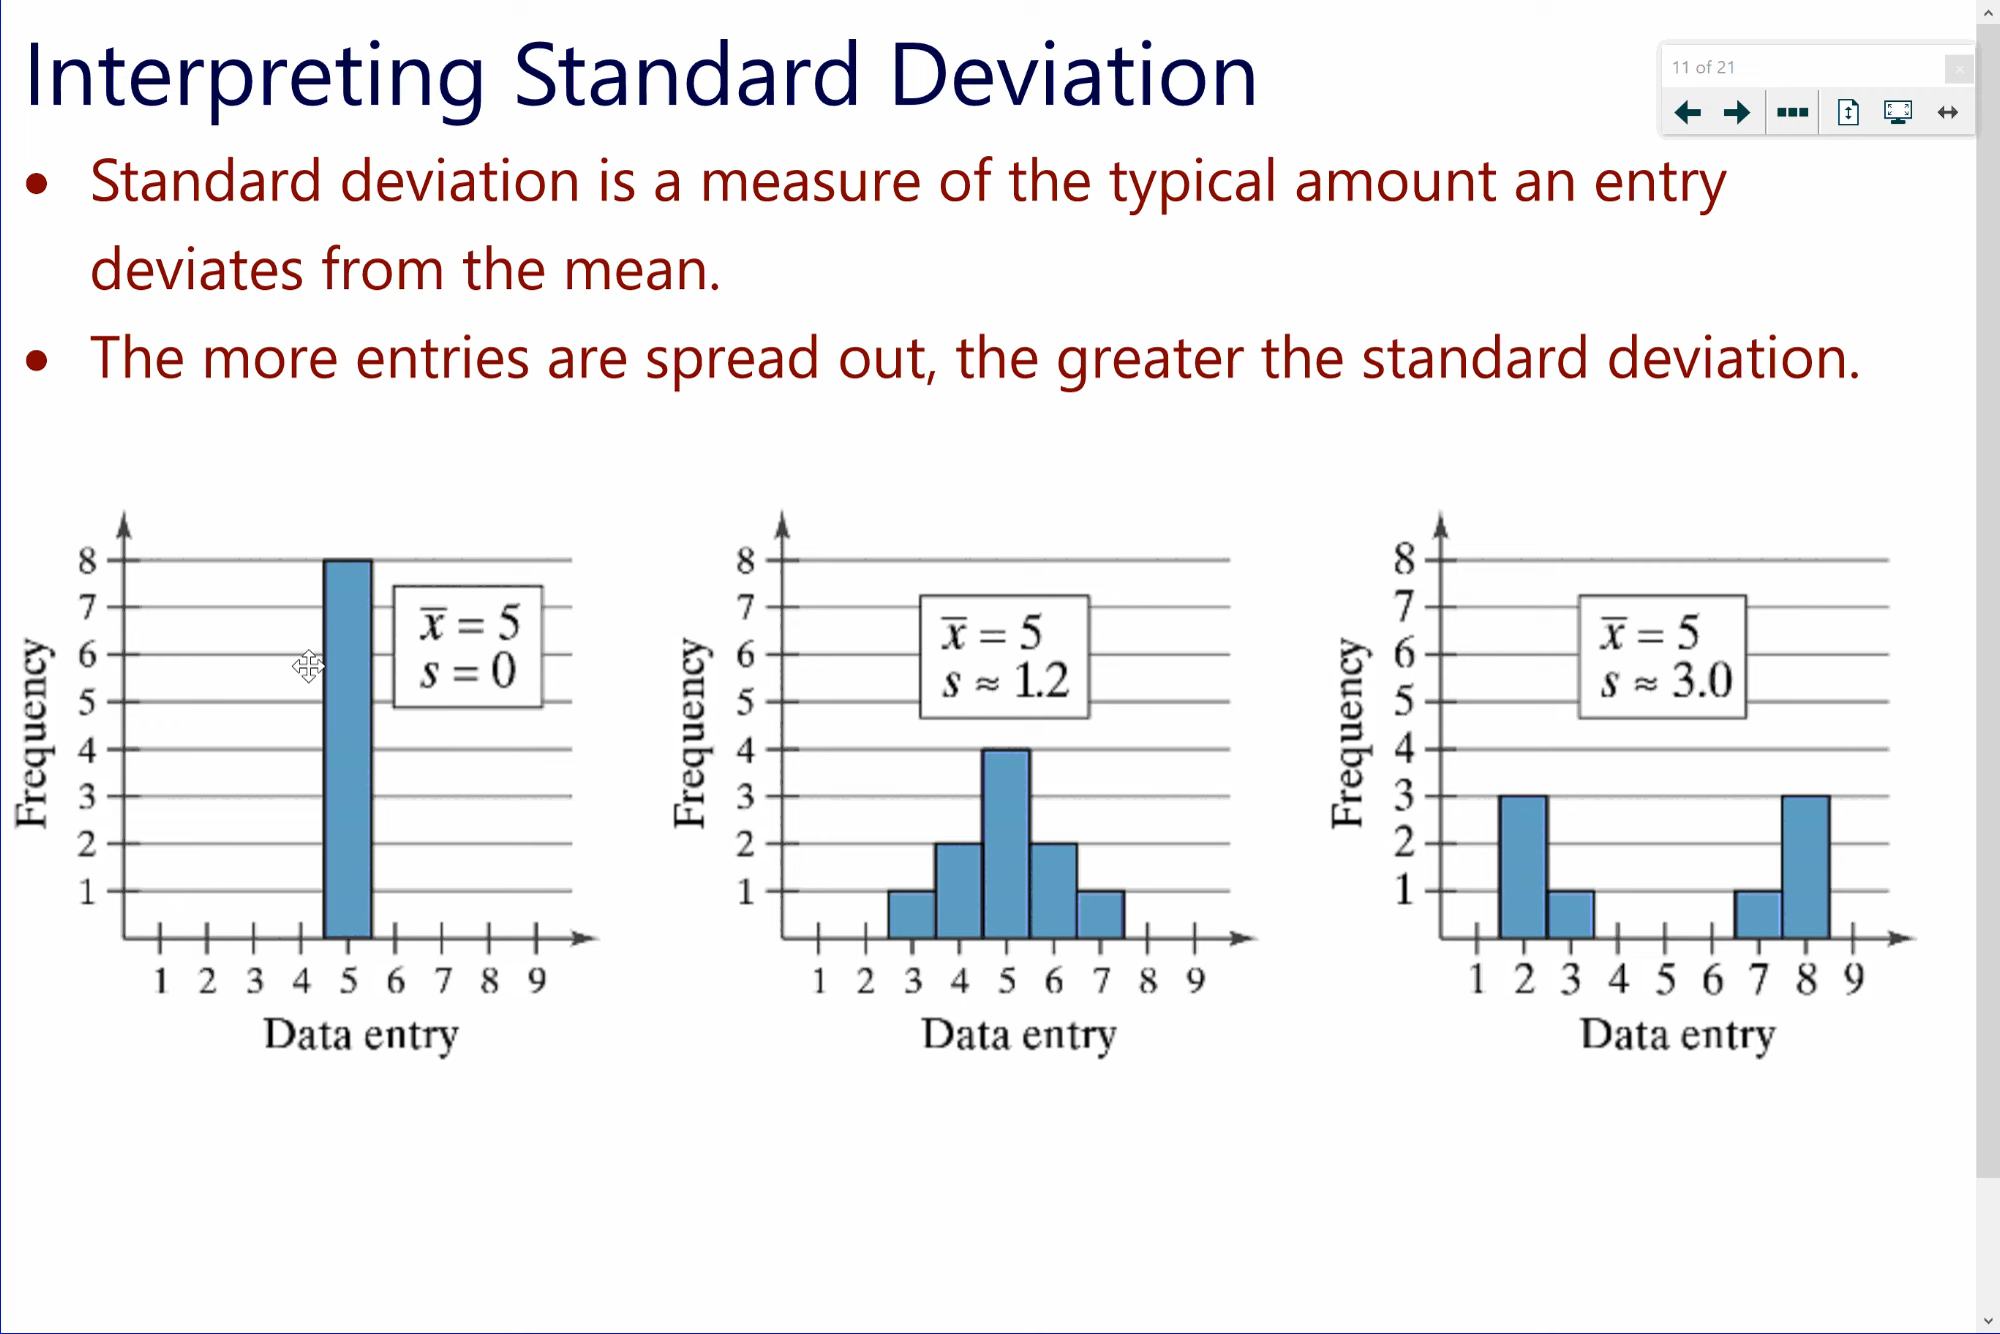 Interpreting Standard Deviation
11 of 21
• Standard deviation is a measure of the typical amount an entry
deviates from the mean.
• The more entries are spread out, the greater the standard deviation.
8
7
6
5
4
3
2
1
Frequency
x̅ = 5
s = 0
1 2 3 4 5 6 7 8 9
Data entry
8
7
6
5
4
3
2
1
Frequency
x̅ = 5
s ≈ 1.2
1 2 3 4 5 6 7 8 9
Data entry
8
7
6
5
4
3
2
1
Frequency
x̅ = 5
s ≈ 3.0
1 2 3 4 5 6 7 8 9
Data entry